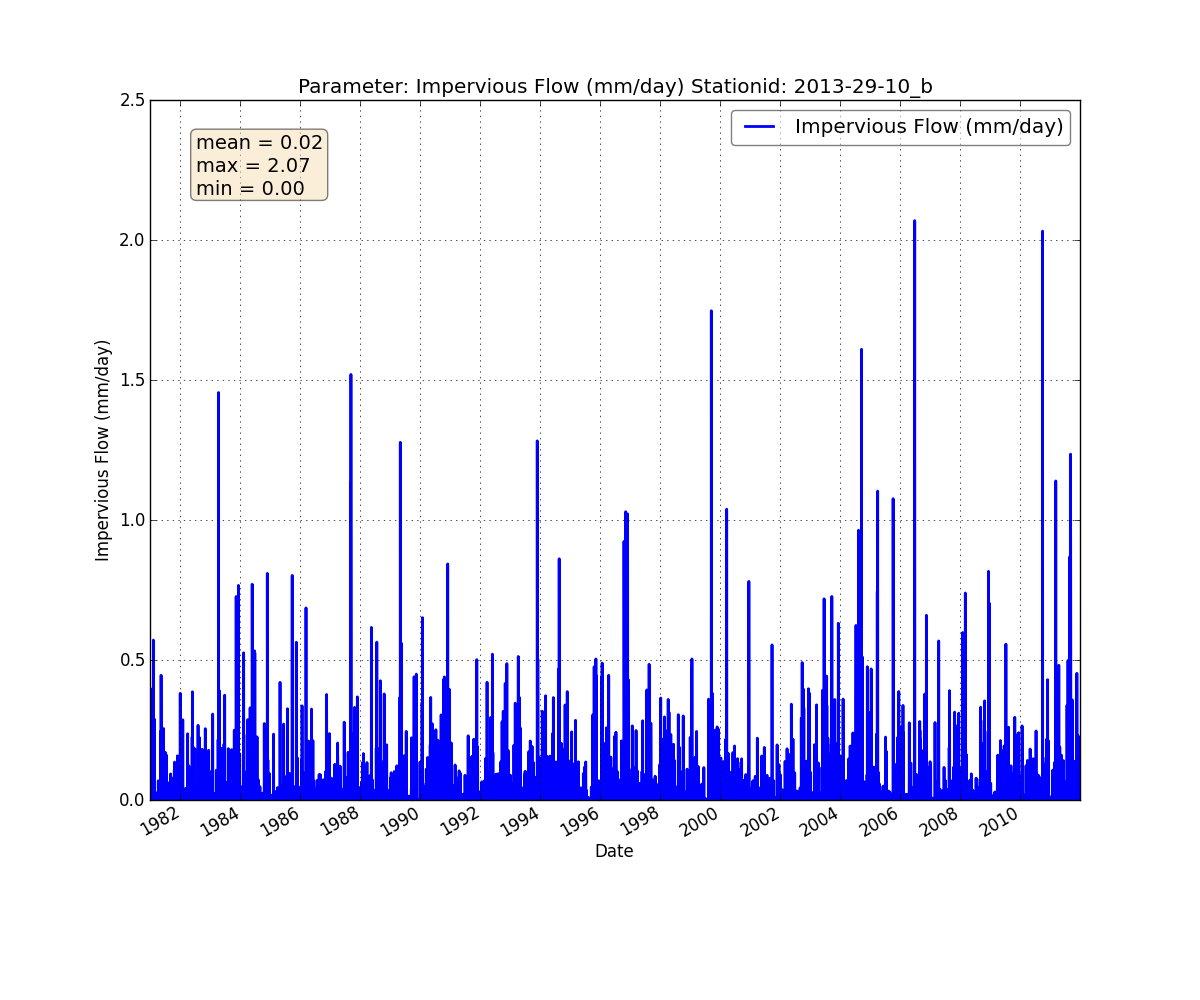 Parameter: Impervious Flow (mm/day) Stationid: 2013-29-10_b
2.5
Impervious Flow (mm/day)
mean = 0.02
max = 2.07
min = 0.00
2.0
1.5
1.0
0.5
0.0
Impervious Flow (mm/day)
1982 1984 1986 1988 1990 1992 1994 1996 1998 2000 2002 2004 2006 2008 2010
Date